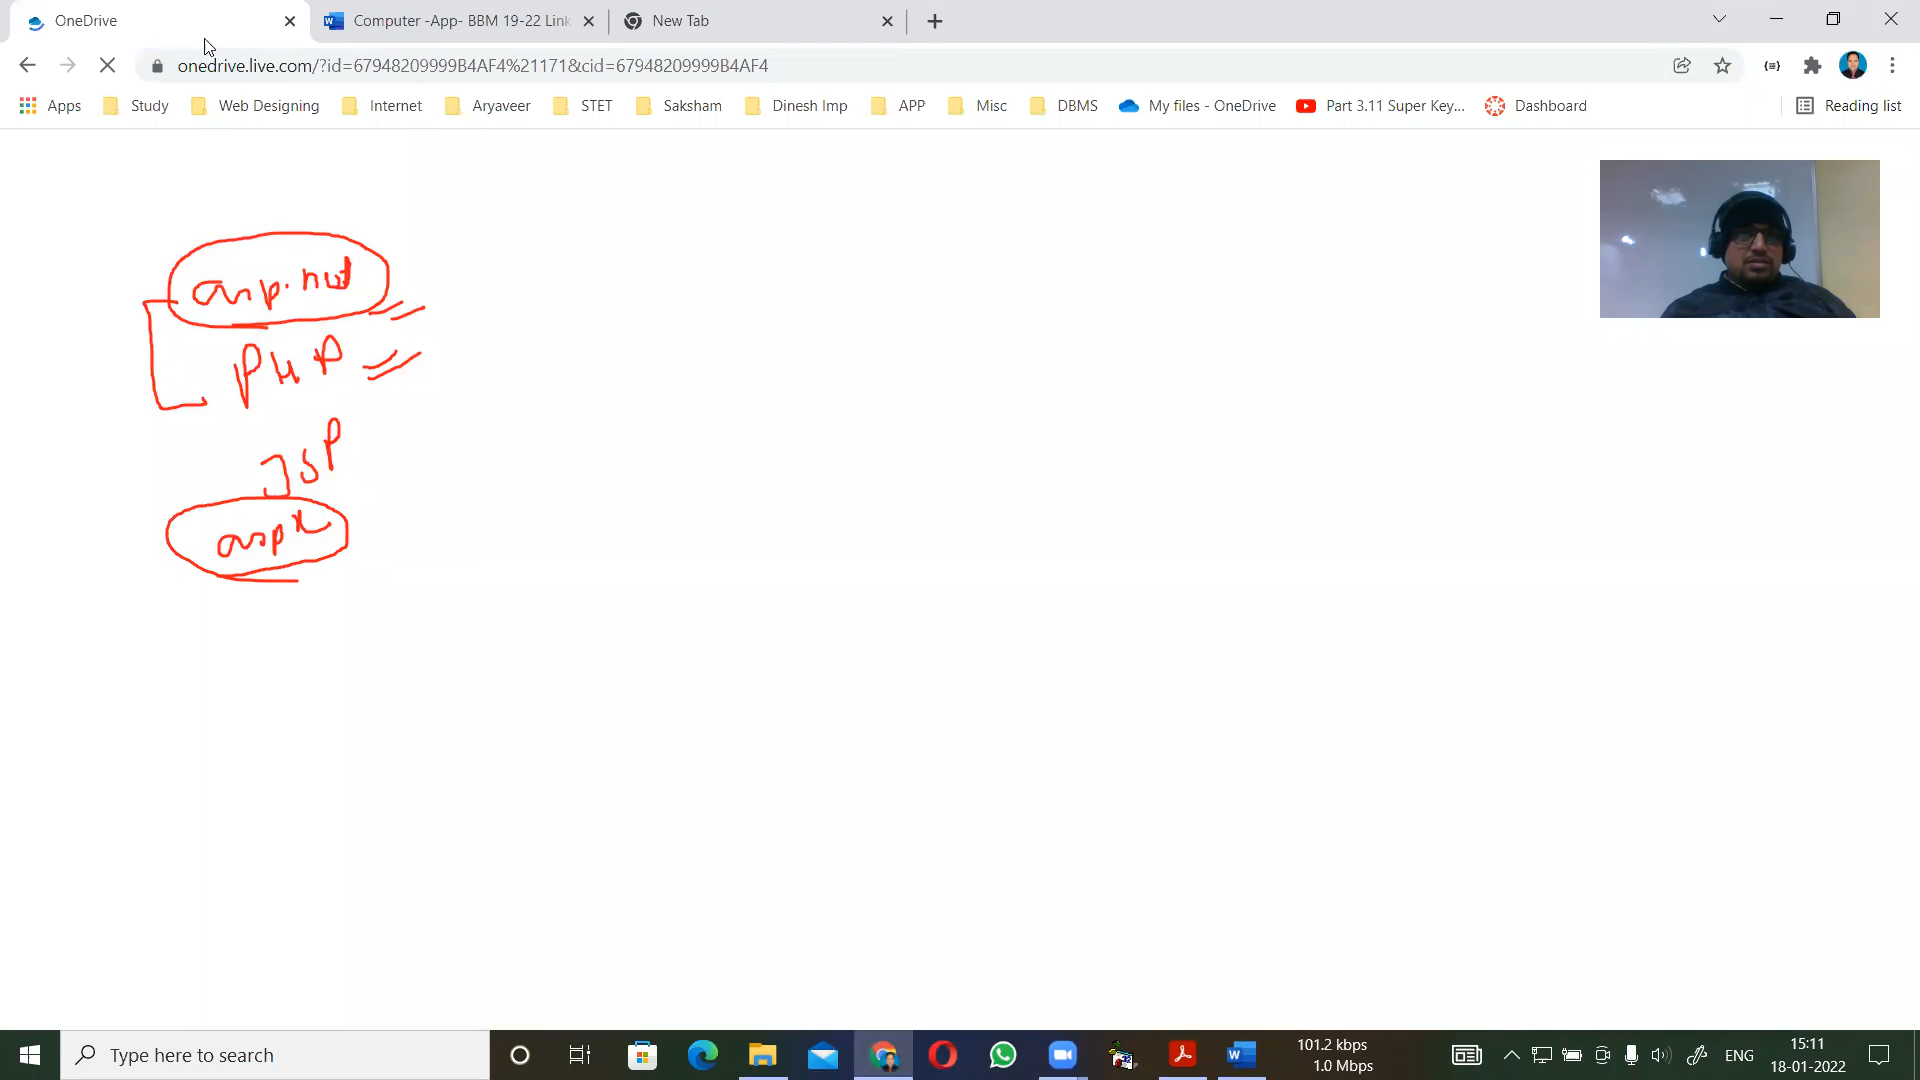 OneDrive
Computer -App- BBM 19-22 Link
New Tab
onedrive.live.com/?id=67948209999B4AF4%21171&cid=67948209999B4AF4
Apps
Study
Web Designing
Internet
Aryaveer
STET
Saksham
Dinesh Imp
APP
Misc
DBMS
My files - OneDrive
Part 3.11 Super Key...
Dashboard
Reading list
asp.net
PHP
JSP
aspx
Type here to search
101.2 kbps
1.0 Mbps
ENG
15:11
18-01-2022